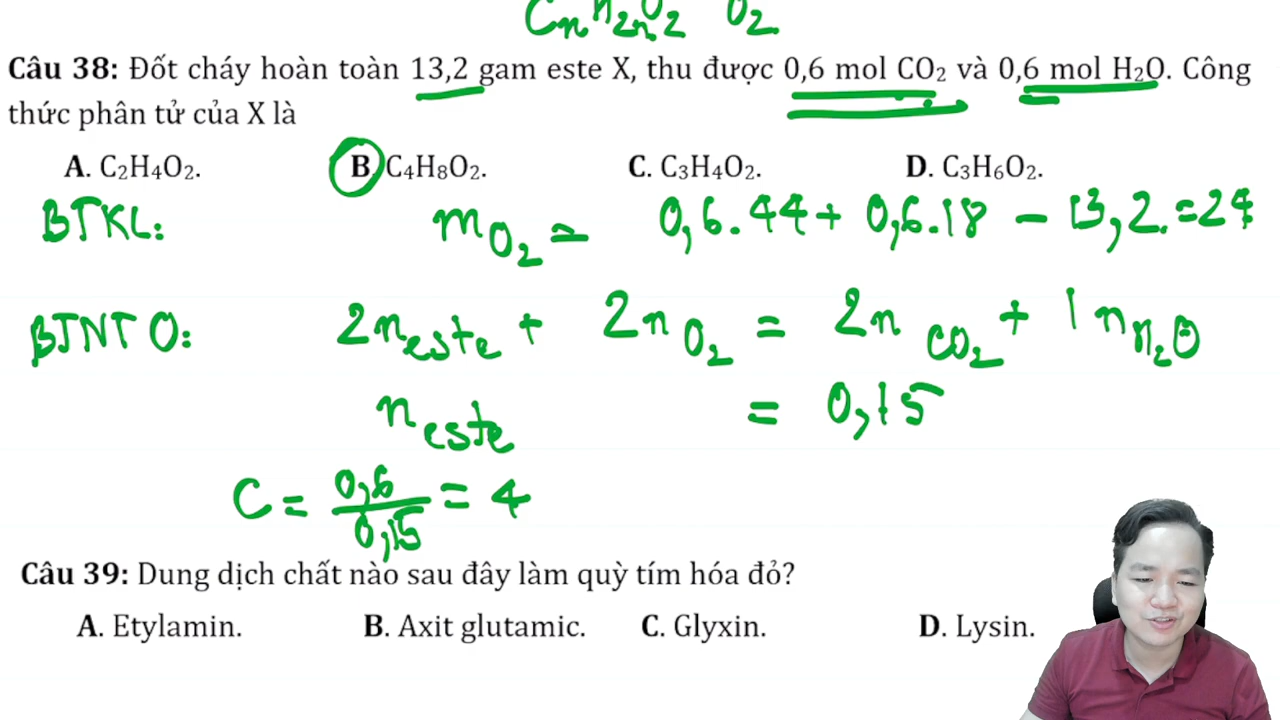 CnH2nO2 O2
Câu 38: Đốt cháy hoàn toàn 13,2 gam este X, thu được 0,6 mol CO2 và 0,6 mol H2O. Công
thức phân tử của X là
A. C2H4O2. B. C4H8O2. C. C3H4O2. D. C3H6O2.
BTKL: mO2 = 0,6.44+ 0,6.18 - 13,2.=24
BTNT O: 2neste + 2nO2 = 2nCO2 + 1nH2O
neste = 0,15
C = 0,6/0,15 = 4
Câu 39: Dung dịch chất nào sau đây làm quỳ tím hóa đỏ?
A. Etylamin. B. Axit glutamic. C. Glyxin. D. Lysin.